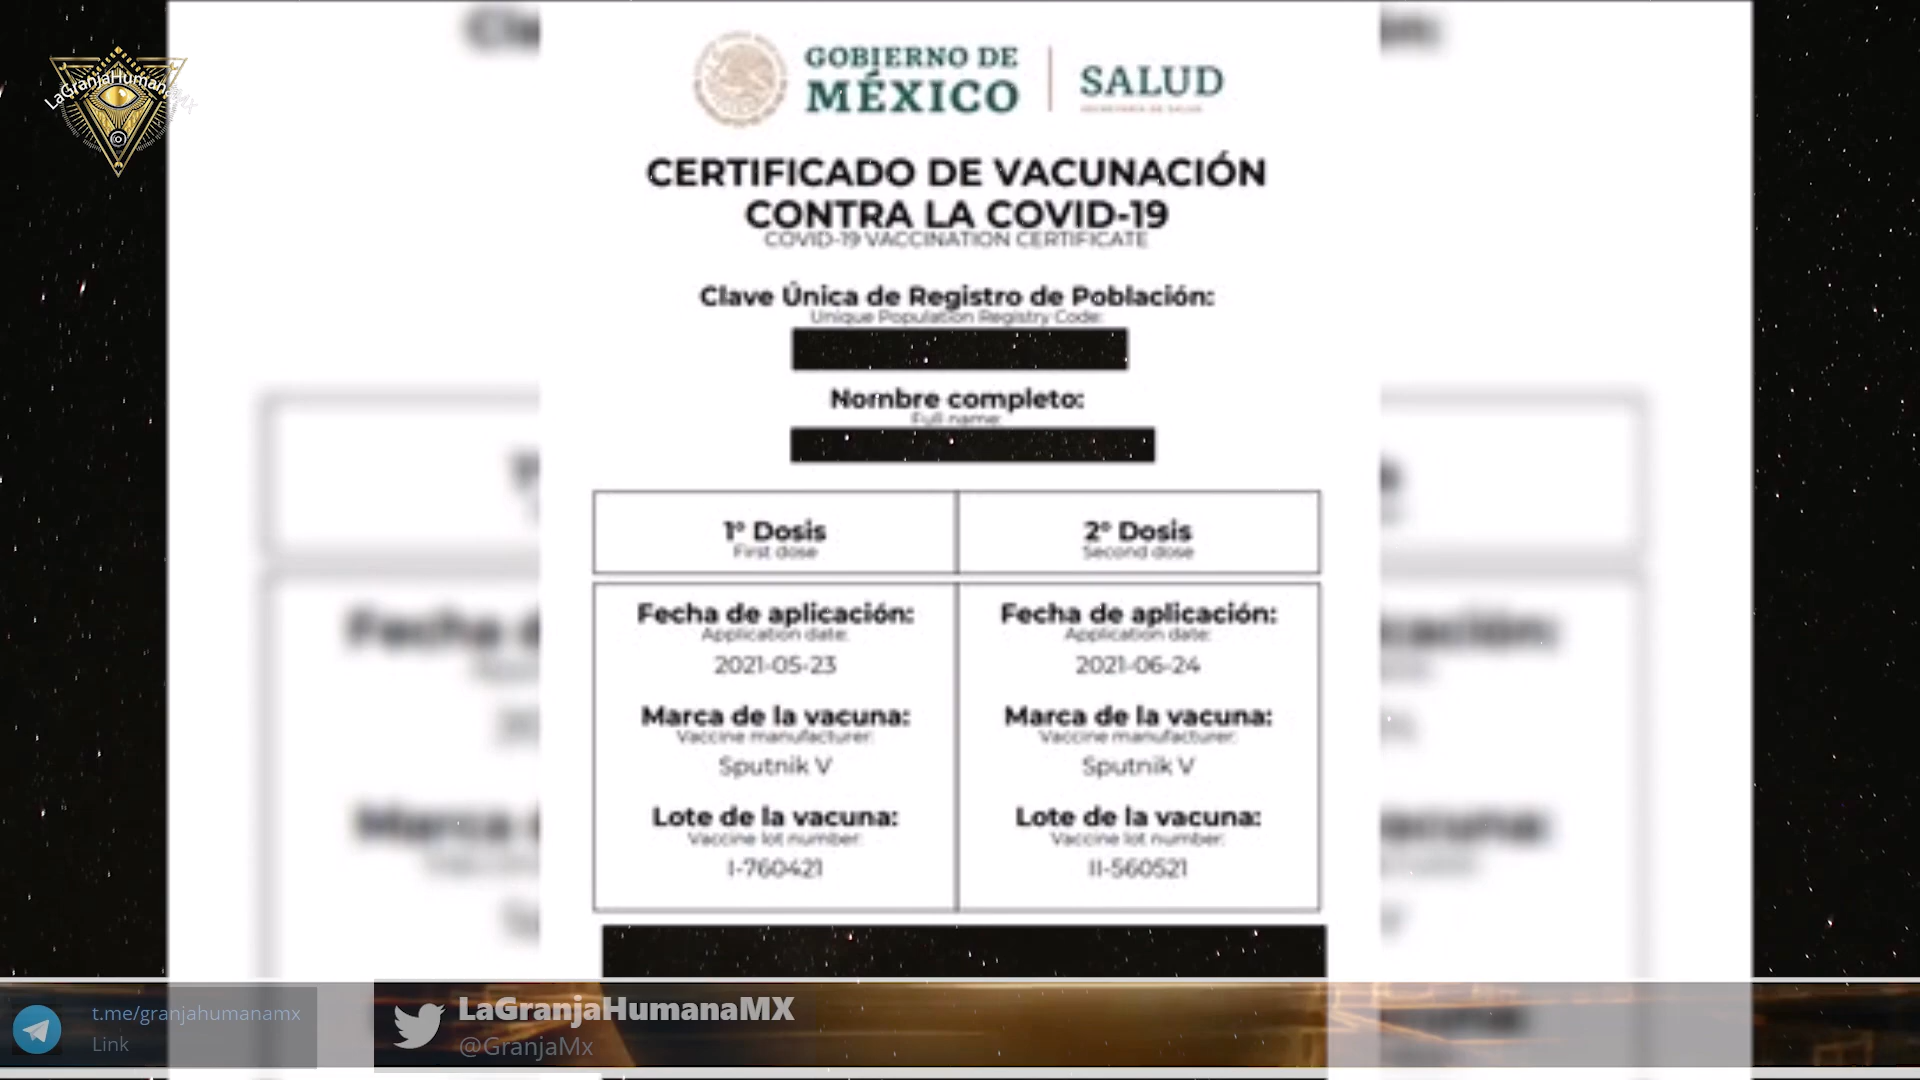 LaGranjaHumanaMx
GOBIERNO DE
MÉXICO
SALUD
SECRETARÍA DE SALUD
CERTIFICADO DE VACUNACIÓN
CONTRA LA COVID-19
COVID-19 VACCINATION CERTIFICATE
Clave Única de Registro de Población:
Unique Population Registry Code:
Nombre completo:
Full name:
1° Dosis
First dose
2° Dosis
Second dose
Fecha de aplicación:
Application date:
2021-05-23
Marca de la vacuna:
Vaccine manufacturer:
Sputnik V
Lote de la vacuna:
Vaccine lot number:
I-760421
Fecha de aplicación:
Application date:
2021-06-24
Marca de la vacuna:
Vaccine manufacturer:
Sputnik V
Lote de la vacuna:
Vaccine lot number:
II-560521
t.me/granjahumanamx
Link
LaGranjaHumanaMX
@GranjaMx